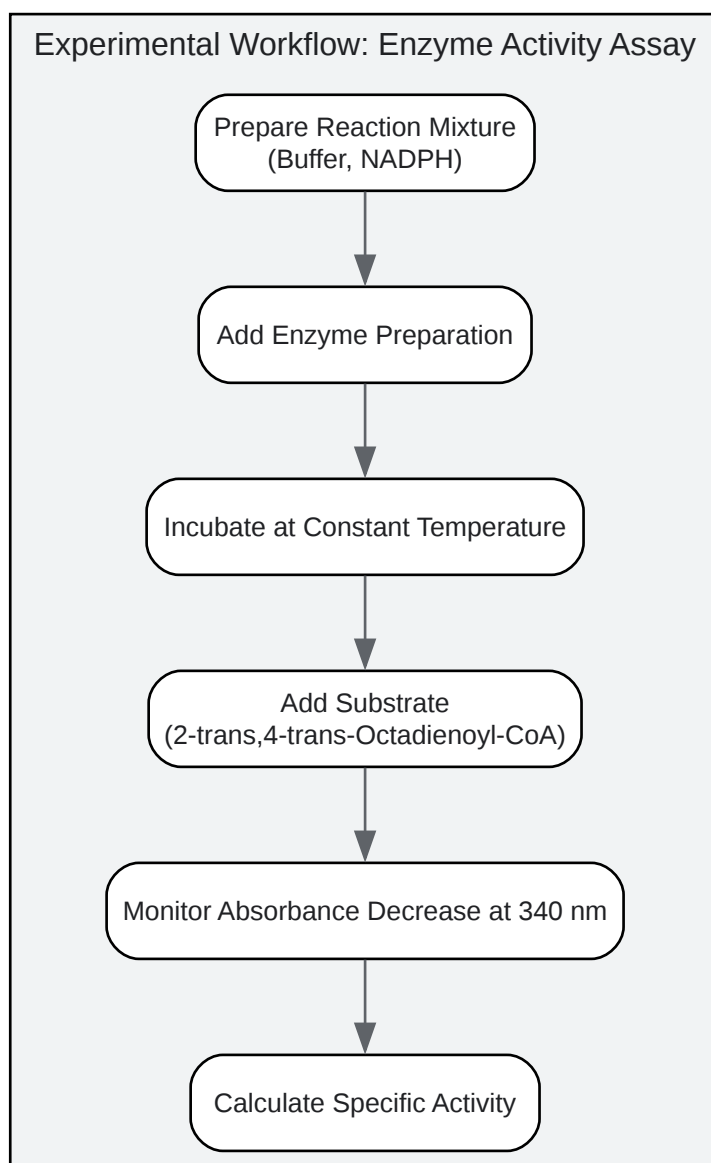 Experimental Workflow: Enzyme Activity Assay
Prepare Reaction Mixture
(Buffer, NADPH)
Add Enzyme Preparation
Incubate at Constant Temperature
Add Substrate
(2-trans,4-trans-Octadienoyl-CoA)
Monitor Absorbance Decrease at 340 nm
Calculate Specific Activity